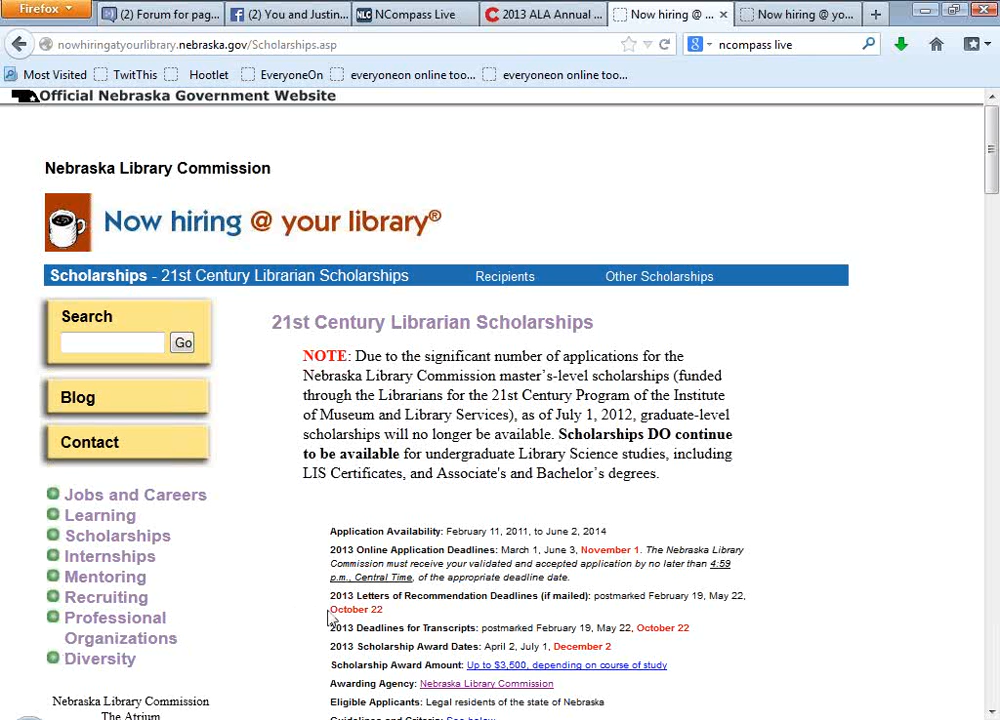 Firefox
(2) Forum for pag...
(2) You and Justin...
NLC NCompass Live
2013 ALA Annual ...
Now hiring @ ... ×
Now hiring @ yo...
+
nowhiringatyourlibrary.nebraska.gov/Scholarships.asp
ncompass live
Most Visited TwitThis Hootlet EveryoneOn everyoneon online too... everyoneon online too...
Official Nebraska Government Website
Nebraska Library Commission
Now hiring @ your library®
Scholarships - 21st Century Librarian Scholarships Recipients Other Scholarships
Search
Go
Blog
Contact
Jobs and Careers
Learning
Scholarships
Internships
Mentoring
Recruiting
Professional
Organizations
Diversity
Nebraska Library Commission
The Atrium
21st Century Librarian Scholarships
NOTE: Due to the significant number of applications for the
Nebraska Library Commission master's-level scholarships (funded
through the Librarians for the 21st Century Program of the Institute
of Museum and Library Services), as of July 1, 2012, graduate-level
scholarships will no longer be available. Scholarships DO continue
to be available for undergraduate Library Science studies, including
LIS Certificates, and Associate's and Bachelor's degrees.
Application Availability: February 11, 2011, to June 2, 2014
2013 Online Application Deadlines: March 1, June 3, November 1. The Nebraska Library
Commission must receive your validated and accepted application by no later than 4:59
p.m., Central Time, of the appropriate deadline date.
2013 Letters of Recommendation Deadlines (if mailed): postmarked February 19, May 22,
October 22
2013 Deadlines for Transcripts: postmarked February 19, May 22, October 22
2013 Scholarship Award Dates: April 2, July 1, December 2
Scholarship Award Amount: Up to $3,500, depending on course of study
Awarding Agency: Nebraska Library Commission
Eligible Applicants: Legal residents of the state of Nebraska
Guidelines and Criteria: See below